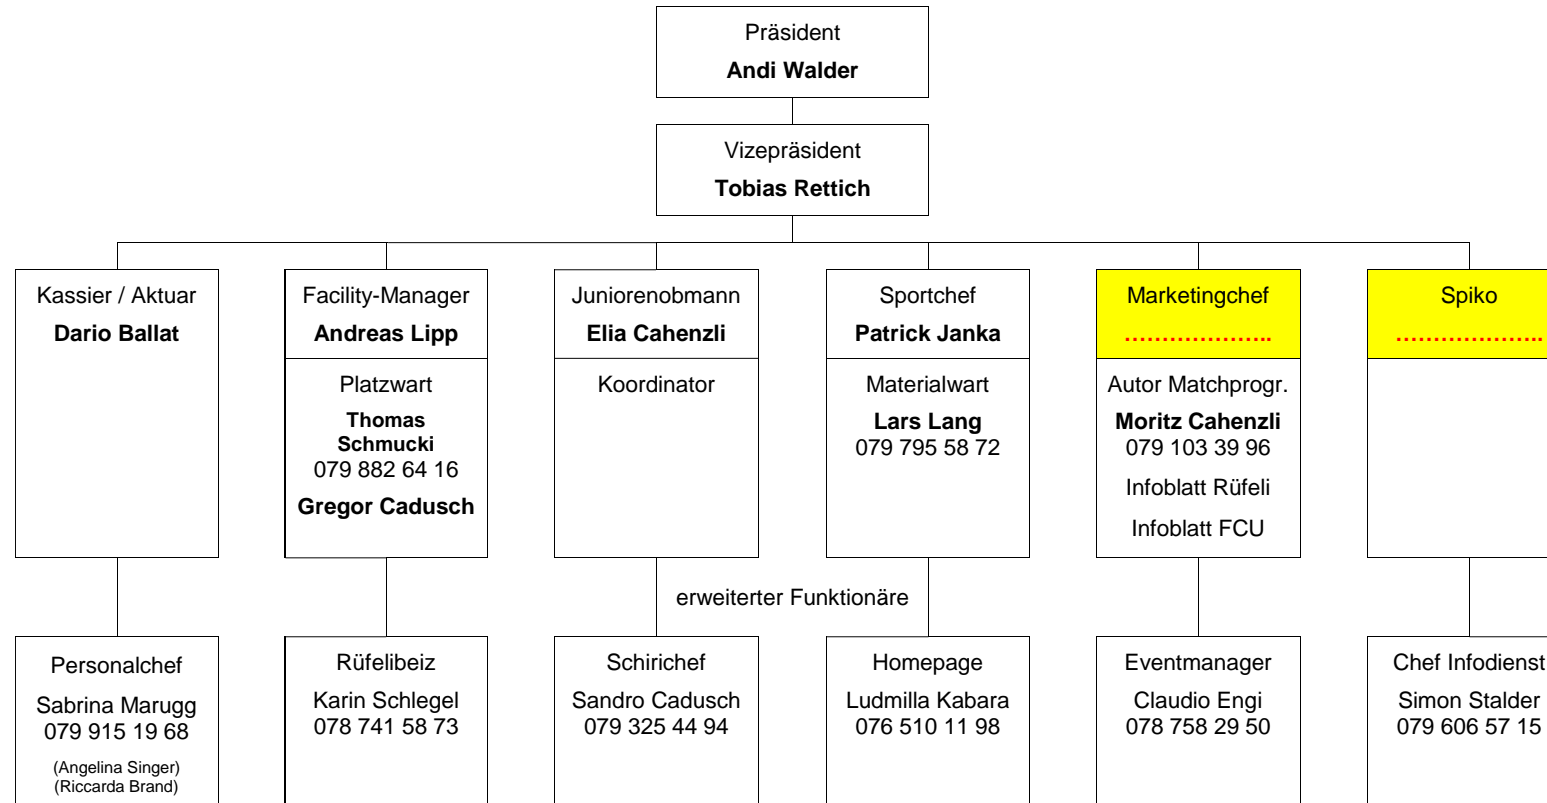 Präsident
Andi Walder
Vizepräsident
Tobias Rettich
Kassier / Aktuar
Dario Ballat
Facility-Manager
Andreas Lipp
Platzwart
Thomas
Schmucki
079 882 64 16
Gregor Cadusch
Juniorenobmann
Elia Cahenzli
Koordinator
Sportchef
Patrick Janka
Materialwart
Lars Lang
079 795 58 72
Marketingchef
………………..
Autor Matchprogr.
Moritz Cahenzli
079 103 39 96
Infoblatt Rüfeli
Infoblatt FCU
Spiko
………………..
erweiterter Funktionäre
Personalchef
Sabrina Marugg
079 915 19 68
(Angelina Singer)
(Riccarda Brand)
Rüfelibeiz
Karin Schlegel
078 741 58 73
Schirichef
Sandro Cadusch
079 325 44 94
Homepage
Ludmilla Kabara
076 510 11 98
Eventmanager
Claudio Engi
078 758 29 50
Chef Infodienst
Simon Stalder
079 606 57 15